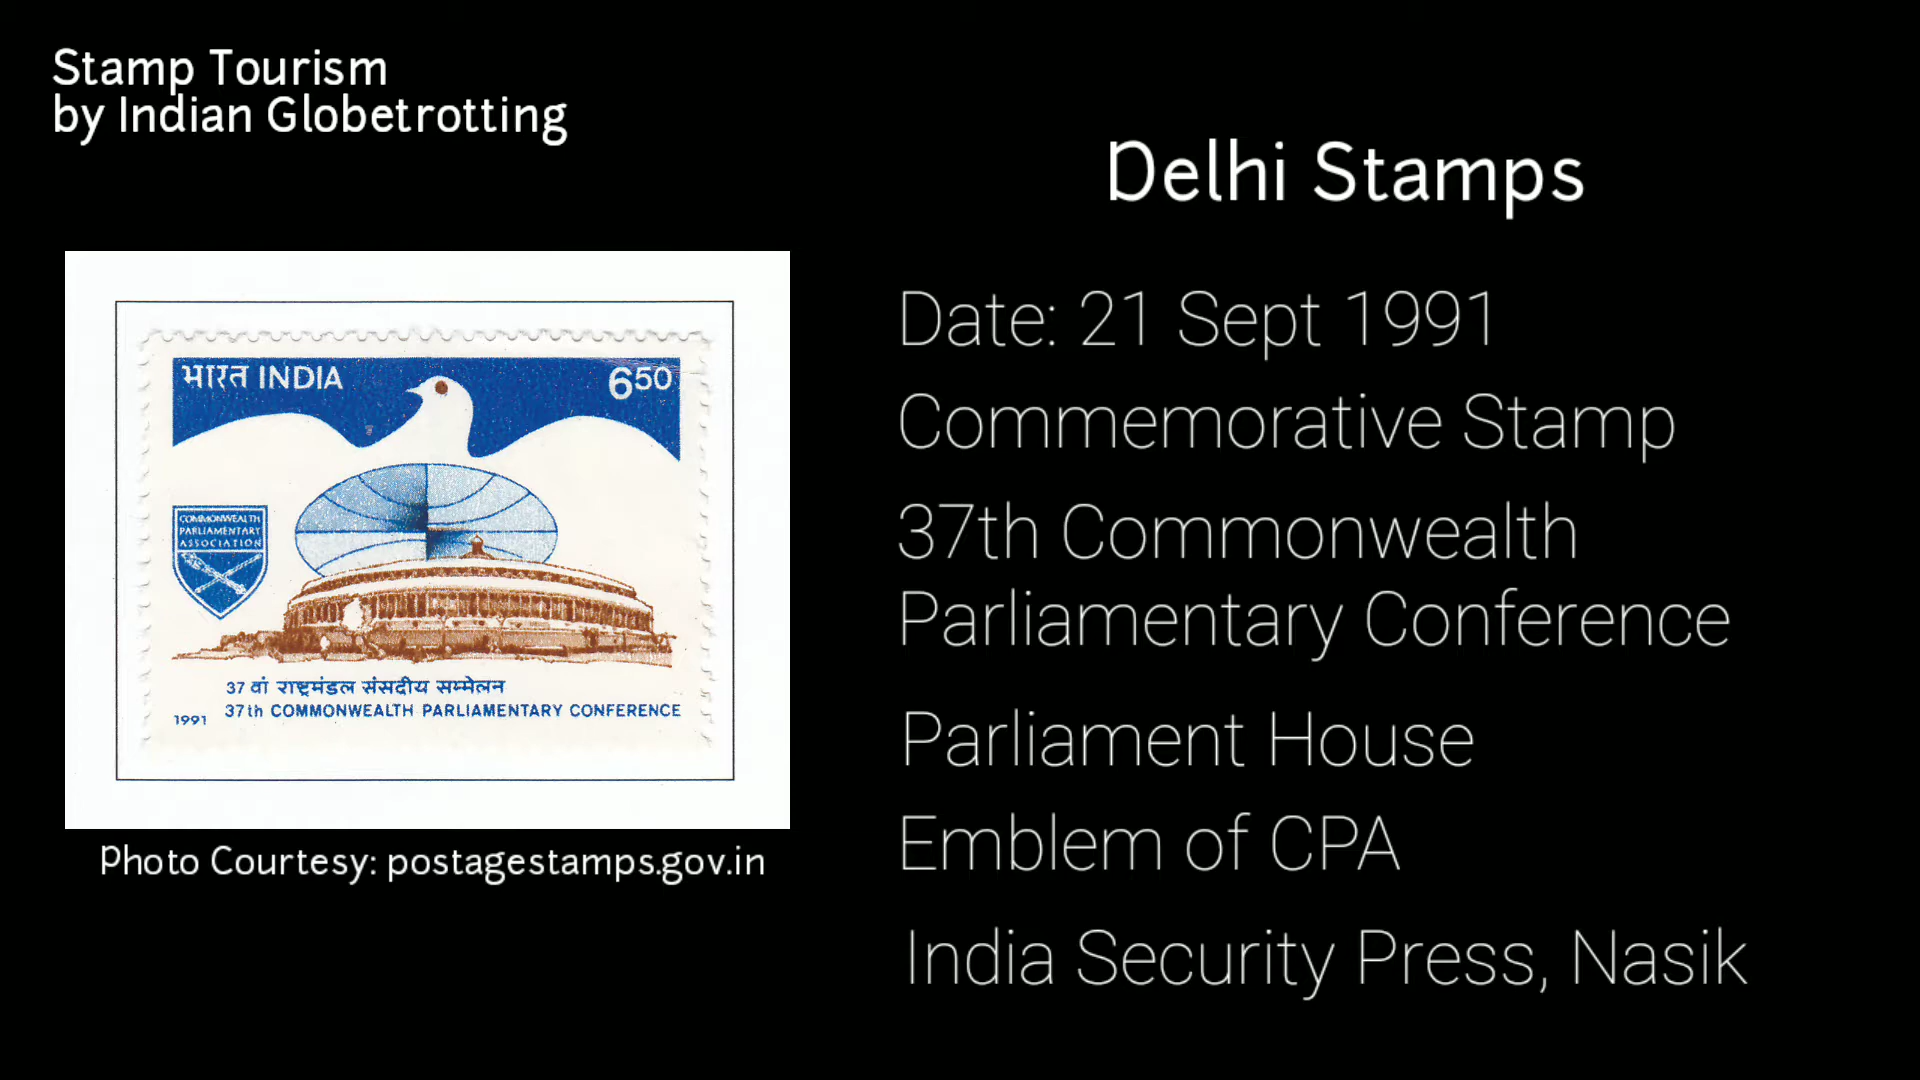 Stamp Tourism
by Indian Globetrotting
Delhi Stamps
भारत INDIA
650
COMMONWEALTH
PARLIAMENTARY
ASSOCIATION
37 वां राष्ट्रमंडल संसदीय सम्मेलन
1991 37th COMMONWEALTH PARLIAMENTARY CONFERENCE
Photo Courtesy: postagestamps.gov.in
Date: 21 Sept 1991
Commemorative Stamp
37th Commonwealth
Parliamentary Conference
Parliament House
Emblem of CPA
India Security Press, Nasik